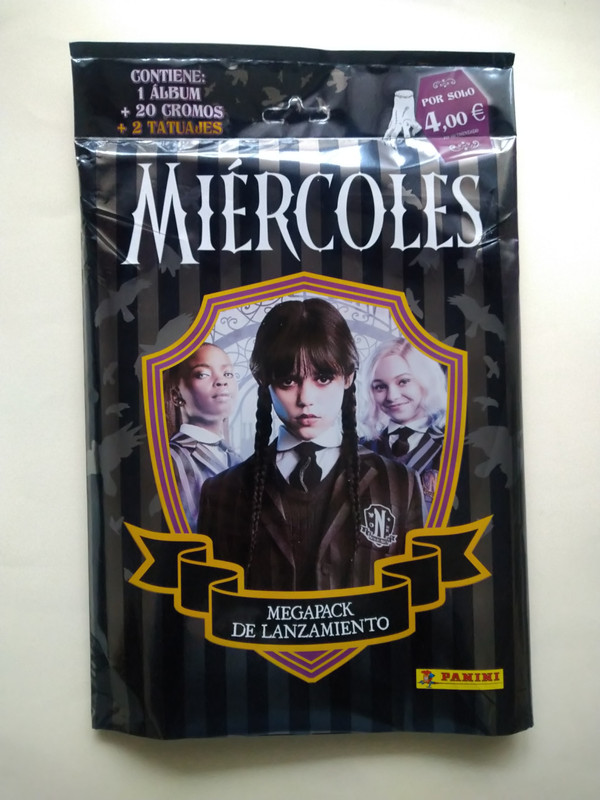 CONTIENE:
1 ÁLBUM
+ 20 CROMOS
+ 2 TATUAJES
POR SOLO
4,00 €
MIÉRCOLES
N
MEGAPACK
DE LANZAMIENTO
PANINI